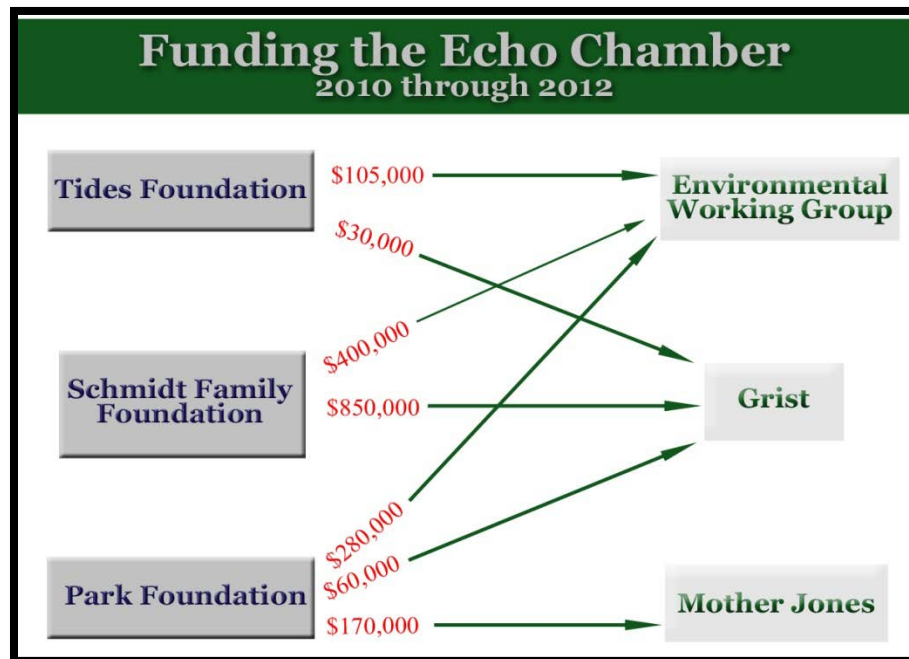 Funding the Echo Chamber
2010 through 2012
Tides Foundation
$105,000
$30,000
Environmental
Working Group
Schmidt Family
Foundation
$400,000
$850,000
Grist
Park Foundation
$280,000
$60,000
$170,000
Mother Jones